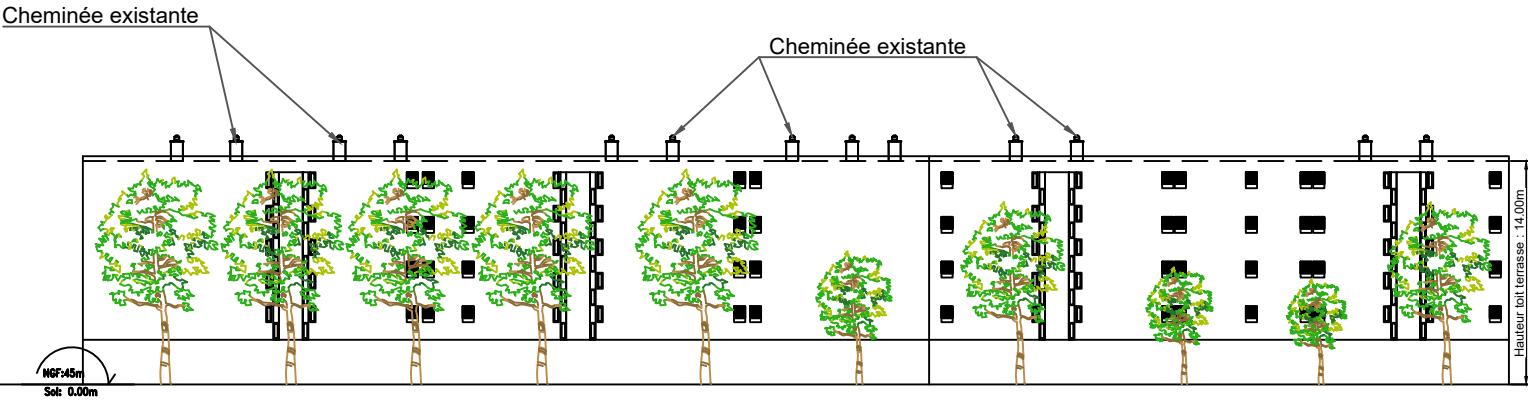 Cheminée existante
Cheminée existante
Hauteur toit terrasse : 14.00m
NGF:45m
Sol: 0.00m